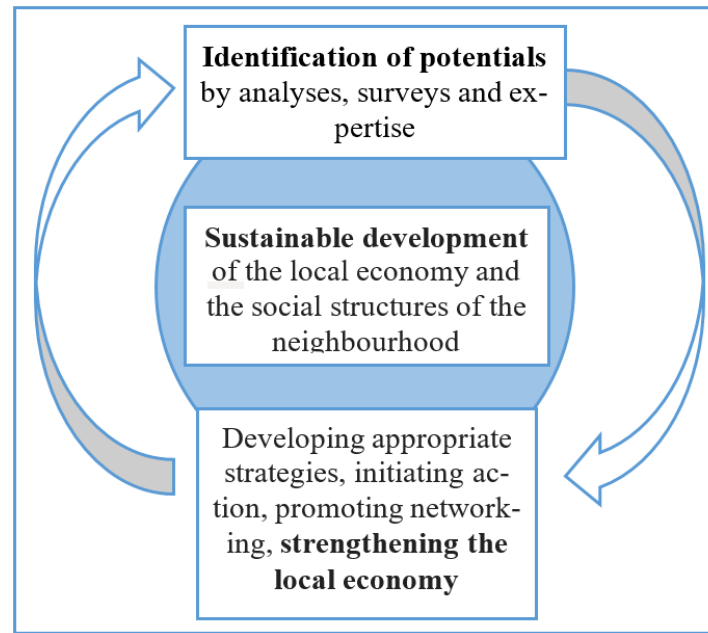 Identification of potentials
by analyses, surveys and ex-
pertise
Sustainable development
of the local economy and
the social structures of the
neighbourhood
Developing appropriate
strategies, initiating ac-
tion, promoting network-
ing, strengthening the
local economy